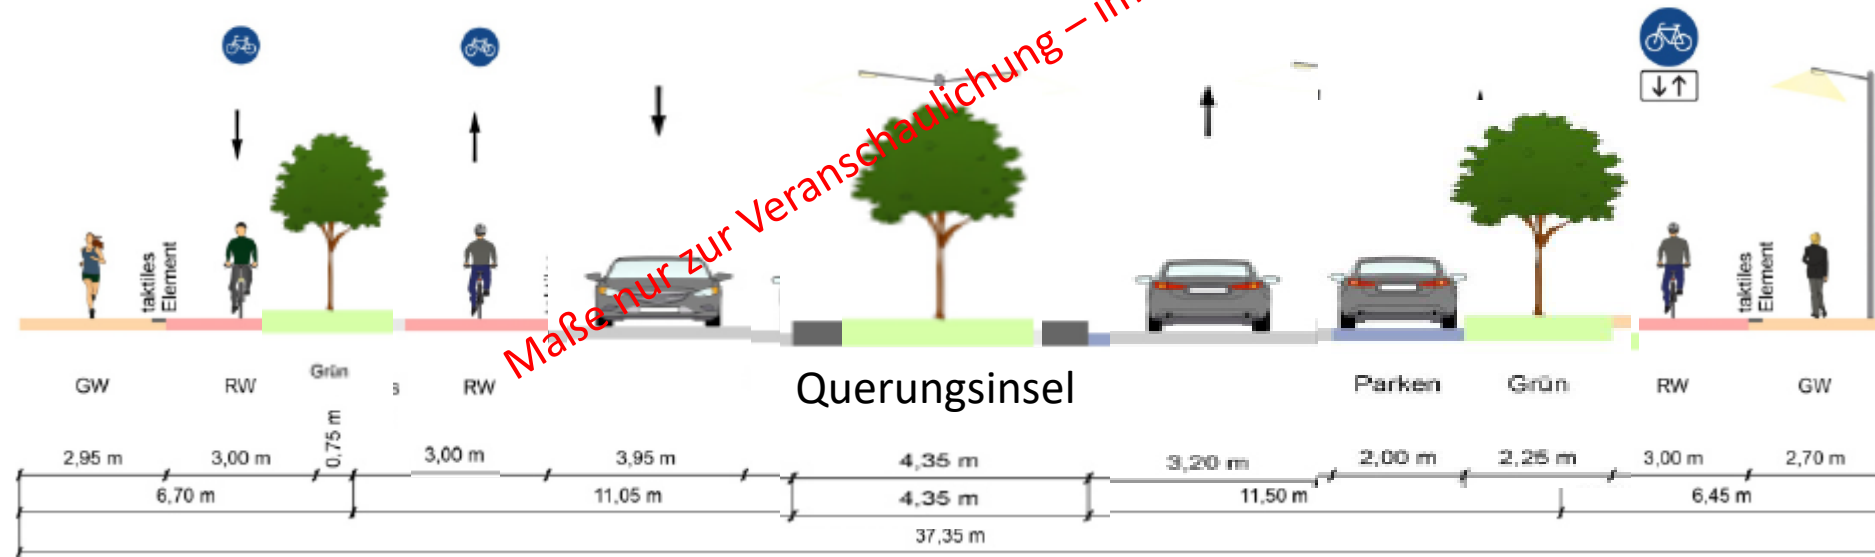 Maße nur zur Veranschaulichung – im
taktiles
Element
taktiles
Element
GW
RW
Grün
s
RW
Querungsinsel
Parken
Grün
RW
GW
2,95 m
3,00 m
0,75 m
3,00 m
3,95 m
4,35 m
3,20 m
2,00 m
2,25 m
3,00 m
2,70 m
6,70 m
11,05 m
4,35 m
11,50 m
6,45 m
37,35 m